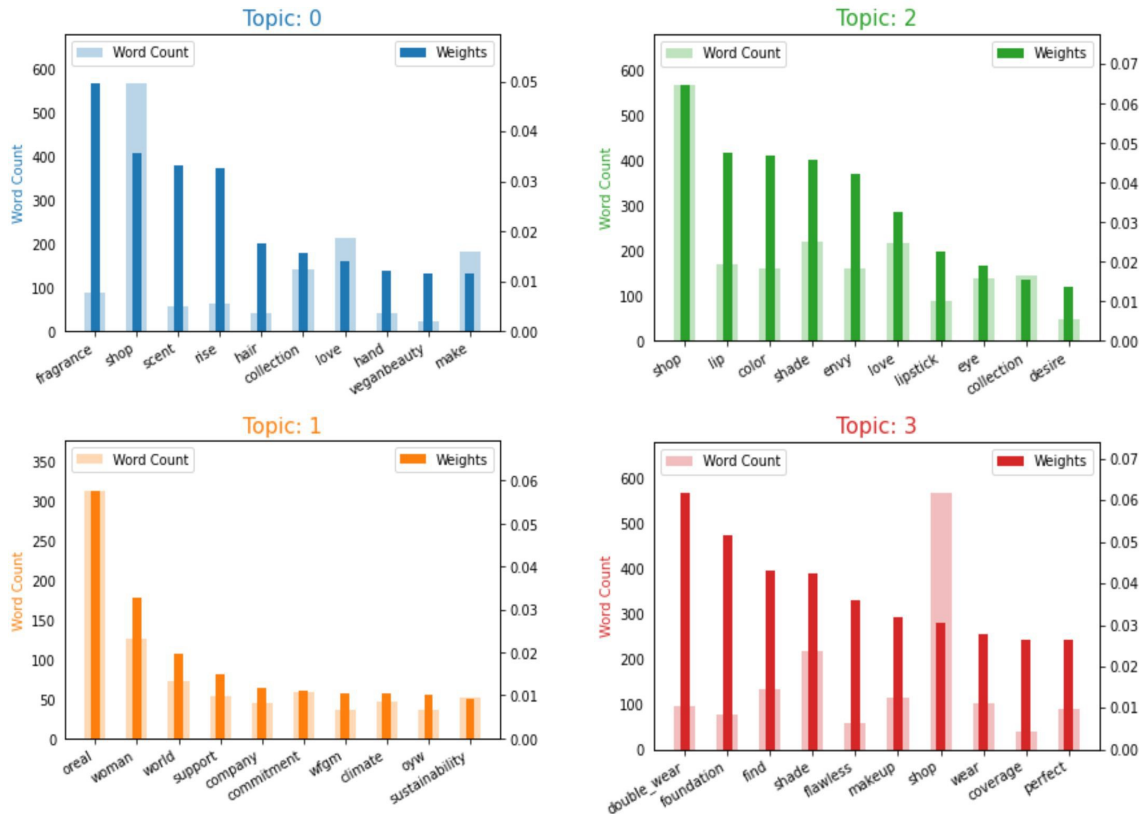 Topic: 0
Word Count
Weights
Word Count
600
500
400
300
200
100
0
0.05
0.04
0.03
0.02
0.01
0.00
fragrance
shop
scent
rise
hair
collection
love
hand
veganbeauty
make
Topic: 2
Word Count
Weights
Word Count
600
500
400
300
200
100
0
0.07
0.06
0.05
0.04
0.03
0.02
0.01
0.00
shop
lip
color
shade
envy
love
lipstick
eye
collection
desire
Topic: 1
Word Count
Weights
Word Count
350
300
250
200
150
100
50
0
0.06
0.05
0.04
0.03
0.02
0.01
0.00
oreal
woman
world
support
company
commitment
wfgm
climate
oyw
sustainability
Topic: 3
Word Count
Weights
Word Count
600
500
400
300
200
100
0
0.07
0.06
0.05
0.04
0.03
0.02
0.01
0.00
double_wear
foundation
find
shade
flawless
makeup
shop
wear
coverage
perfect